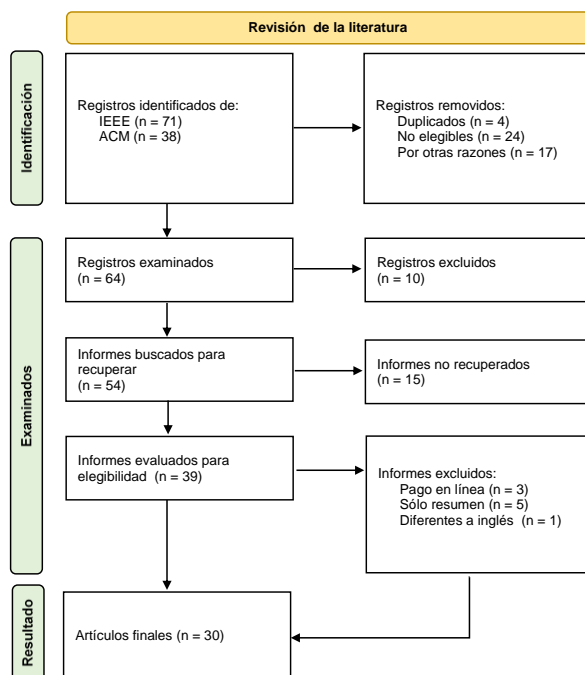 Revisión de la literatura
Identificación
Registros identificados de:
IEEE (n = 71)
ACM (n = 38)
Registros removidos:
Duplicados (n = 4)
No elegibles (n = 24)
Por otras razones (n = 17)
Examinados
Registros examinados
(n = 64)
Registros excluidos
(n = 10)
Informes buscados para
recuperar
(n = 54)
Informes no recuperados
(n = 15)
Informes evaluados para
elegibilidad (n = 39)
Informes excluidos:
Pago en línea (n = 3)
Sólo resumen (n = 5)
Diferentes a inglés (n = 1)
Resultado
Artículos finales (n = 30)